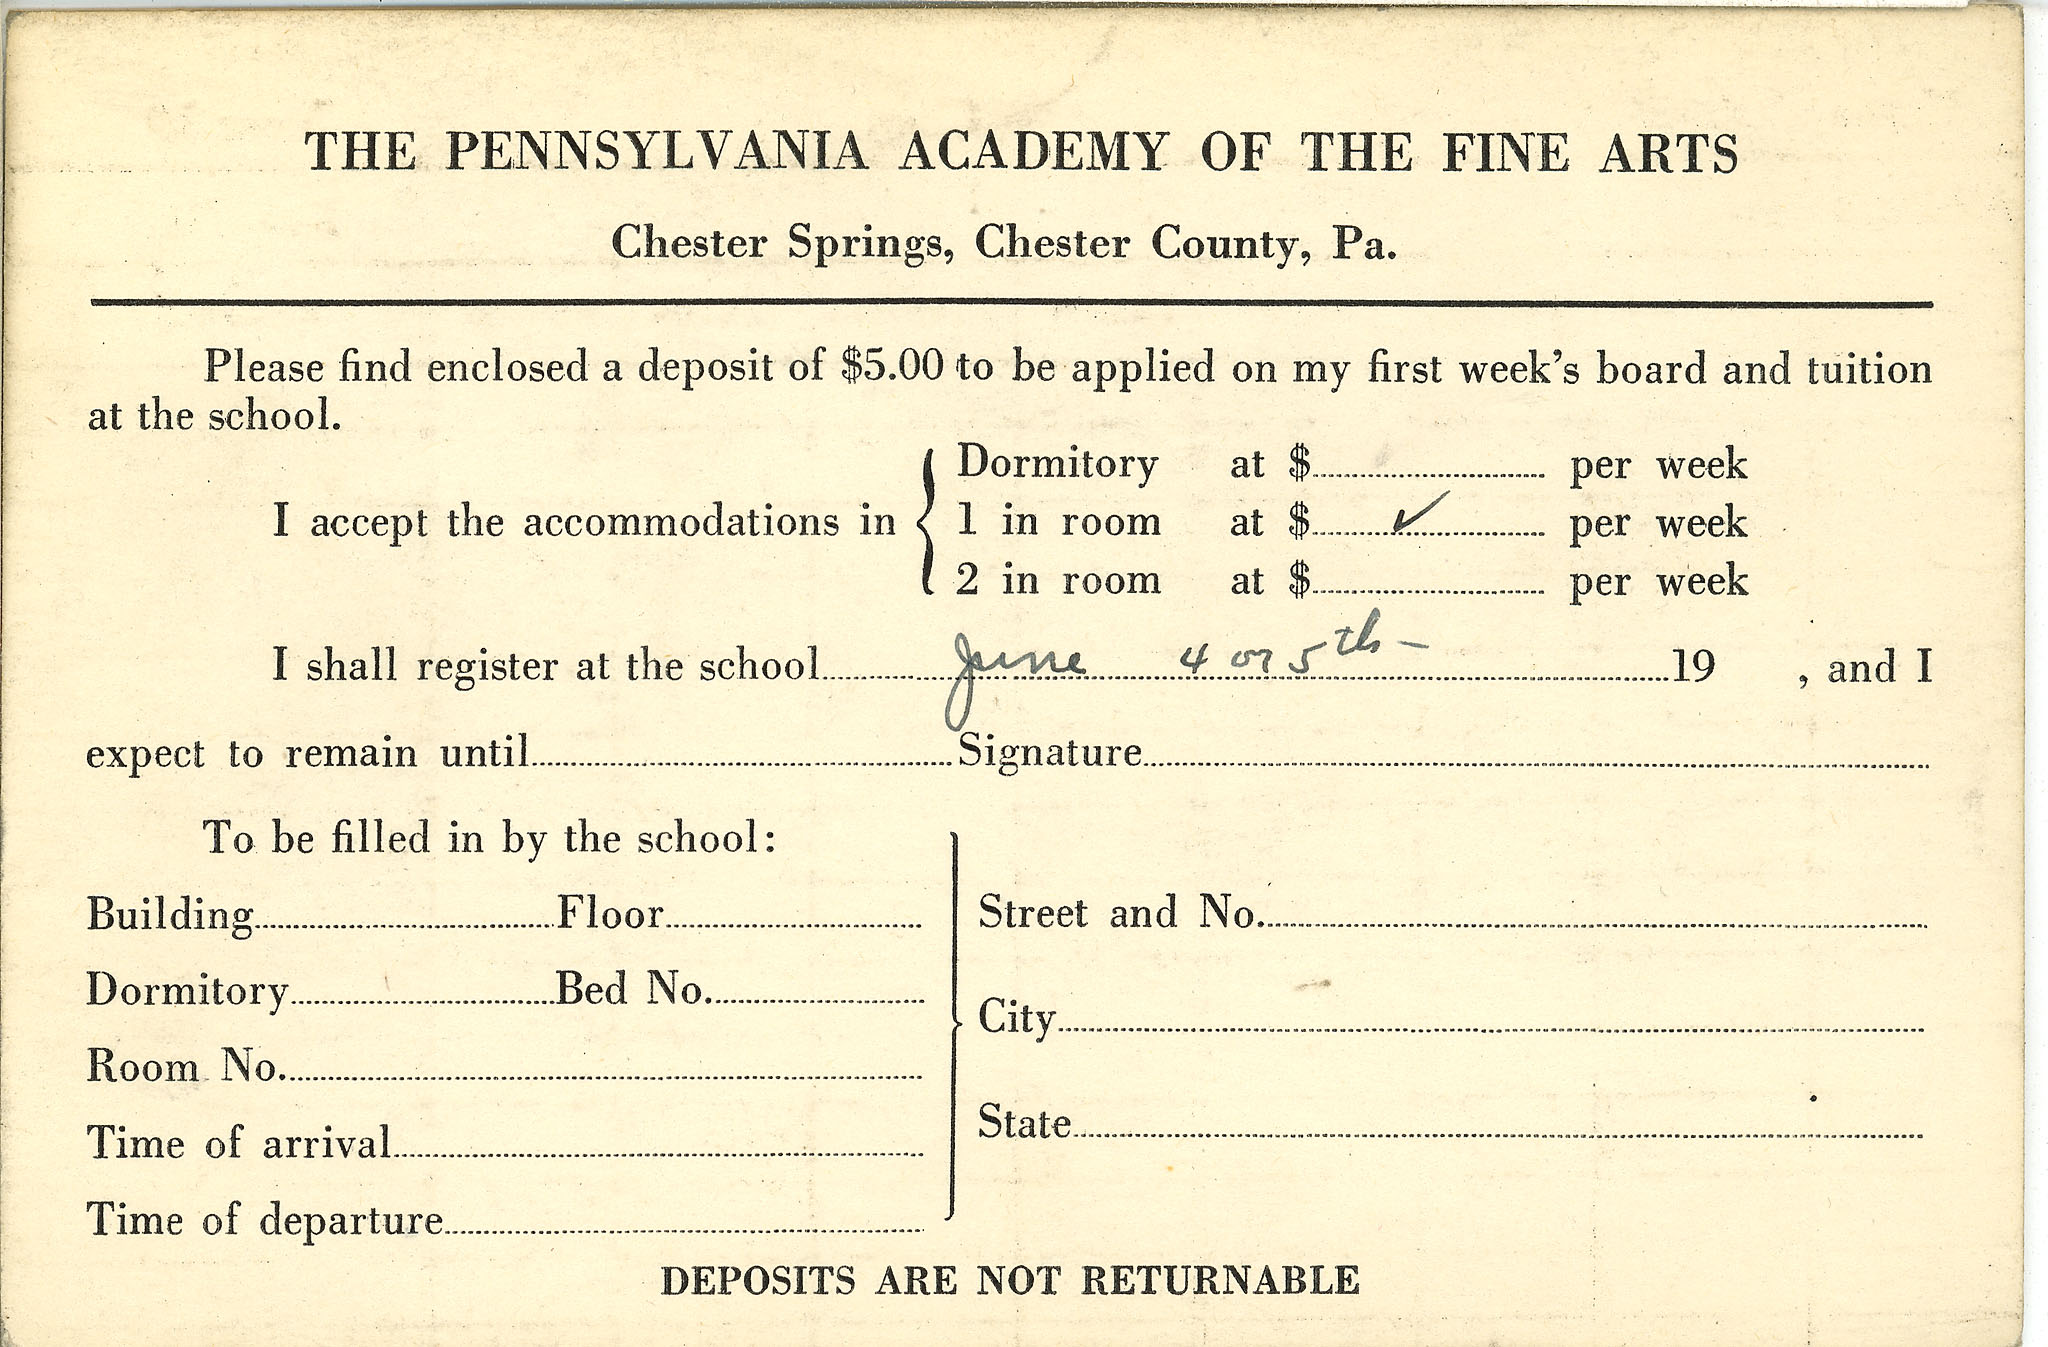 THE PENNSYLVANIA ACADEMY OF THE FINE ARTS
Chester Springs, Chester County, Pa.
Please find enclosed a deposit of $5.00 to be applied on my first week's board and tuition
at the school.
Dormitory at $ per week
I accept the accommodations in { 1 in room at $ ✓ per week
2 in room at $ per week
I shall register at the school June 4 or 5th - 19 , and I
expect to remain until Signature
To be filled in by the school:
Building Floor
Dormitory Bed No.
Room No.
Time of arrival
Time of departure
Street and No.
City
State
DEPOSITS ARE NOT RETURNABLE